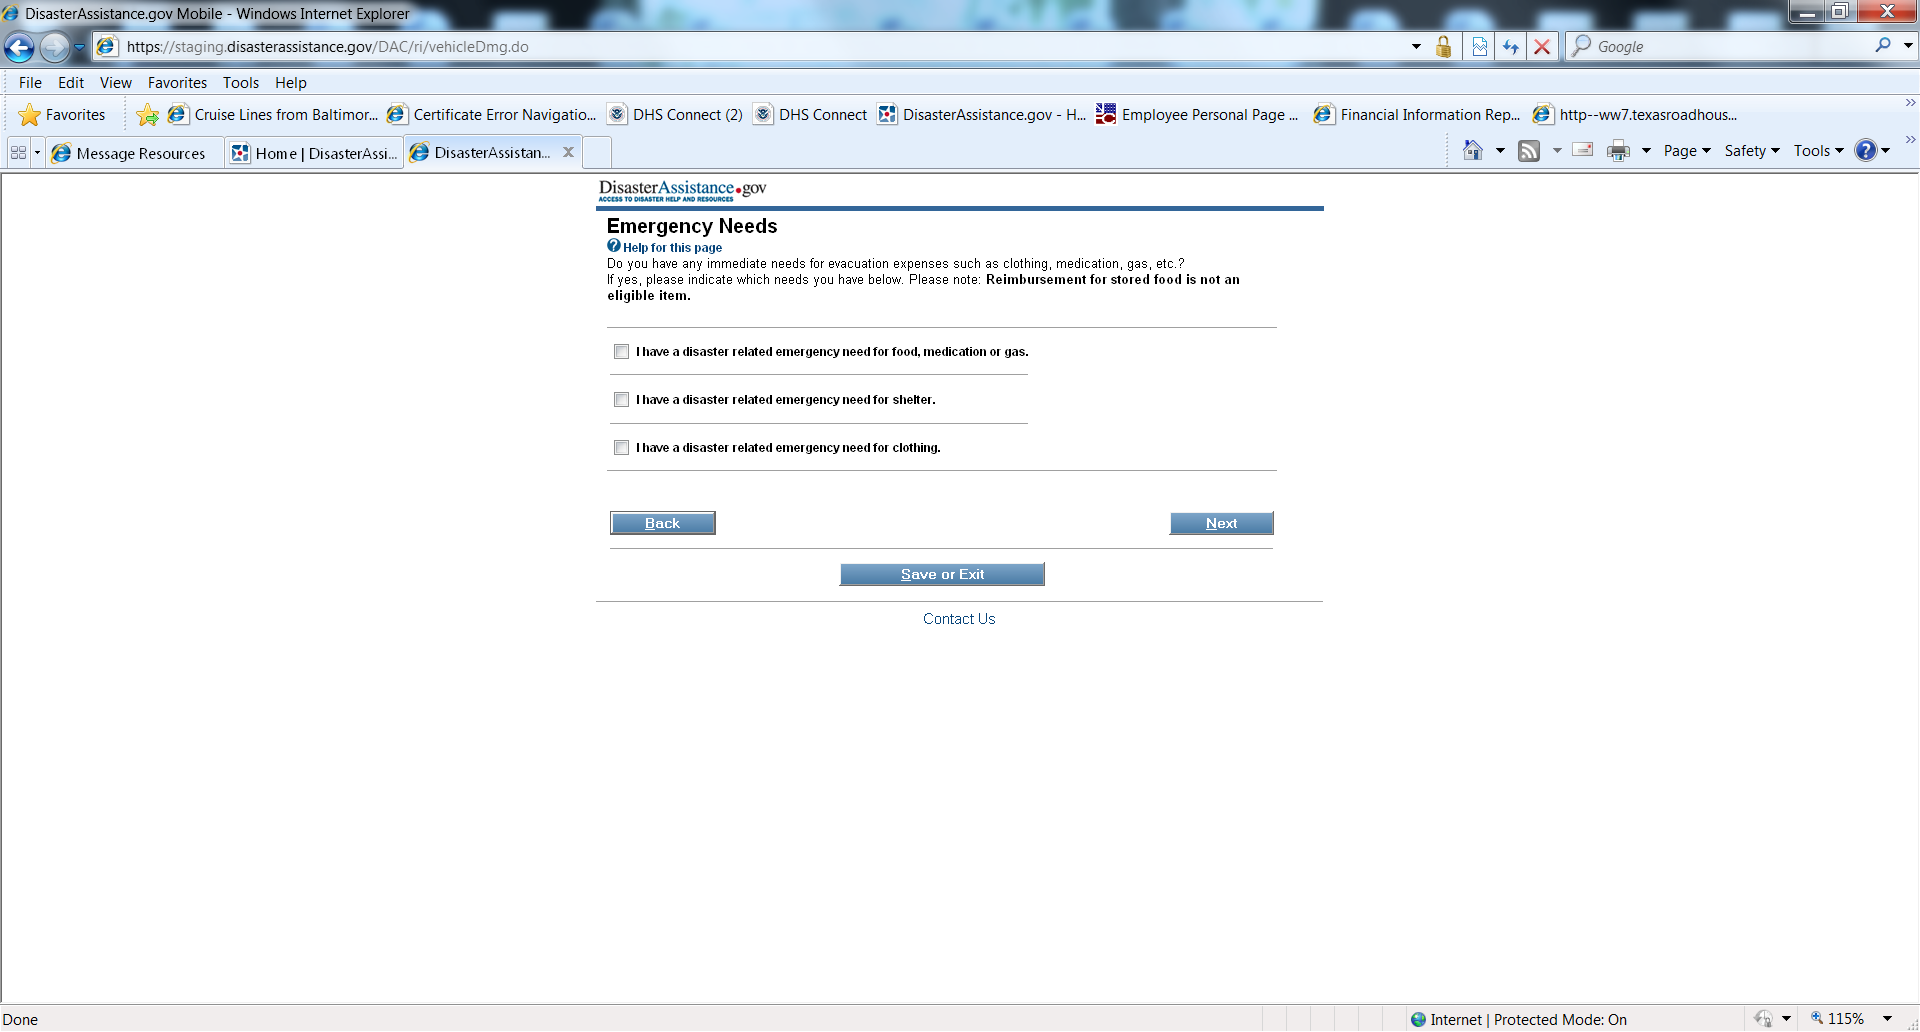 DisasterAssistance.gov Mobile - Windows Internet Explorer
https://staging.disasterassistance.gov/DAC/ri/vehicleDmg.do
Google
File Edit View Favorites Tools Help
Favorites Cruise Lines from Baltimor... Certificate Error Navigatio... DHS Connect (2) DHS Connect DisasterAssistance.gov - H... Employee Personal Page ... Financial Information Rep... http--ww7.texasroadhous...
Message Resources Home | DisasterAssi... DisasterAssistan... Page Safety Tools
DisasterAssistance.gov
ACCESS TO DISASTER HELP AND RESOURCES
Emergency Needs
Help for this page
Do you have any immediate needs for evacuation expenses such as clothing, medication, gas, etc.?
If yes, please indicate which needs you have below. Please note: Reimbursement for stored food is not an
eligible item.
I have a disaster related emergency need for food, medication or gas.
I have a disaster related emergency need for shelter.
I have a disaster related emergency need for clothing.
Back Next
Save or Exit
Contact Us
Done Internet | Protected Mode: On 115%